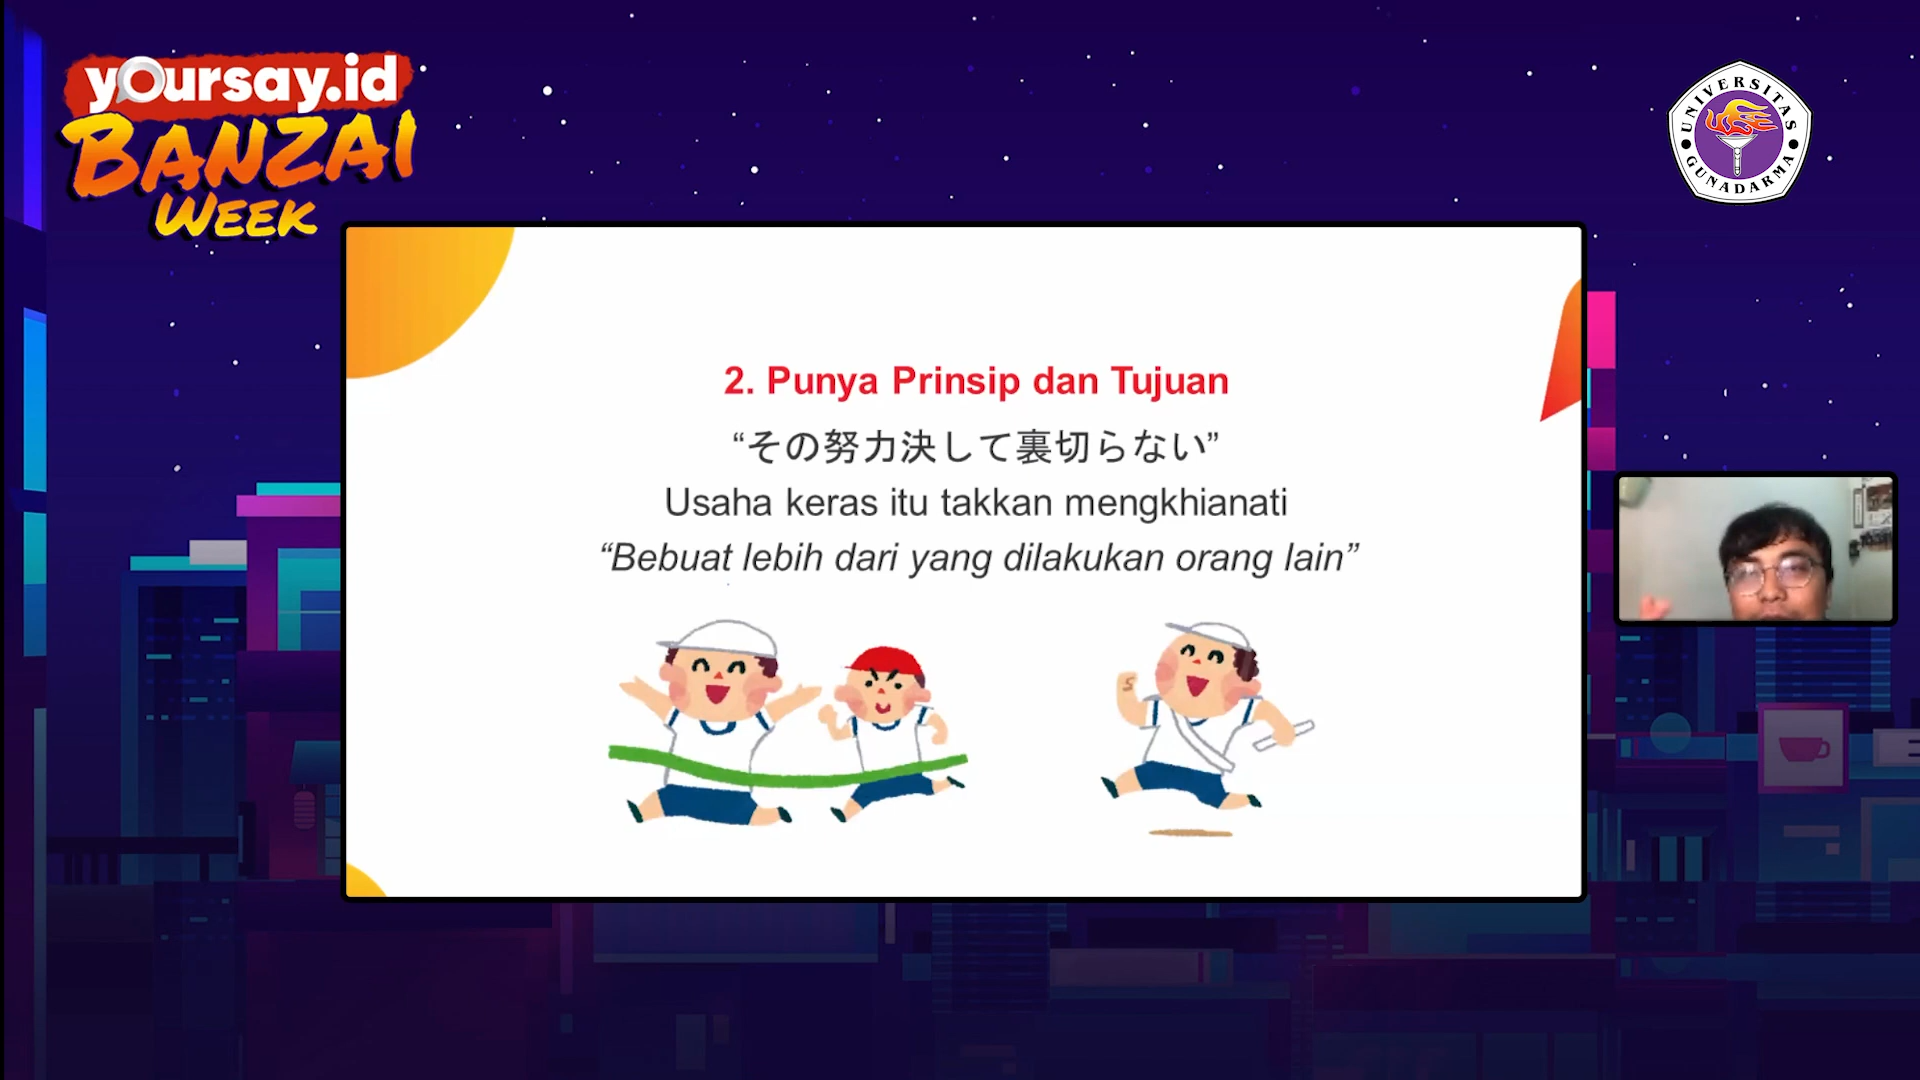 yoursay.id
BANZAI
WEEK
UNIVERSITAS
GUNADARMA
2. Punya Prinsip dan Tujuan
“その努力決して裏切らない”
Usaha keras itu takkan mengkhianati
“Bebuat lebih dari yang dilakukan orang lain”